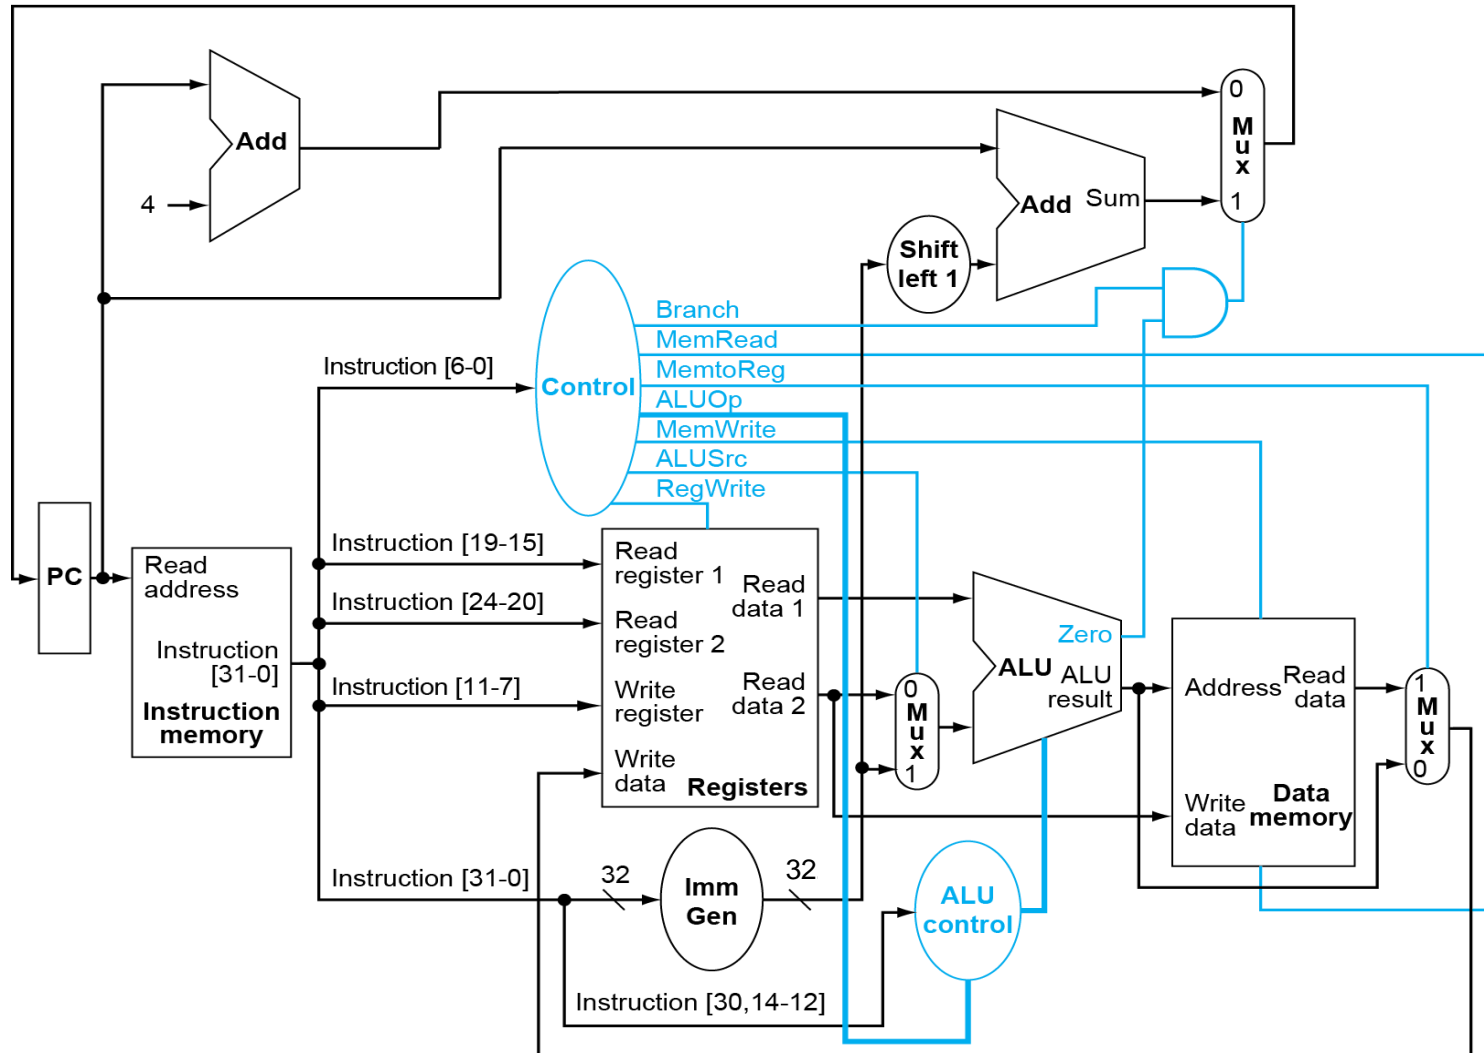 0
M
u
x
1
Add
4
Add Sum
Shift
left 1
Branch
MemRead
MemtoReg
ALUOp
MemWrite
ALUSrc
RegWrite
Control
Instruction [6-0]
PC
Read
address
Instruction
[31-0]
Instruction
memory
Instruction [19-15]
Instruction [24-20]
Instruction [11-7]
Instruction [31-0]
Read
register 1
Read
register 2
Write
register
Write
data
Read
data 1
Read
data 2
Registers
0
M
u
x
1
Zero
ALU
ALU
result
Address
Read
data
Write
data
Data
memory
1
M
u
x
0
32
Imm
Gen
32
ALU
control
Instruction [30,14-12]